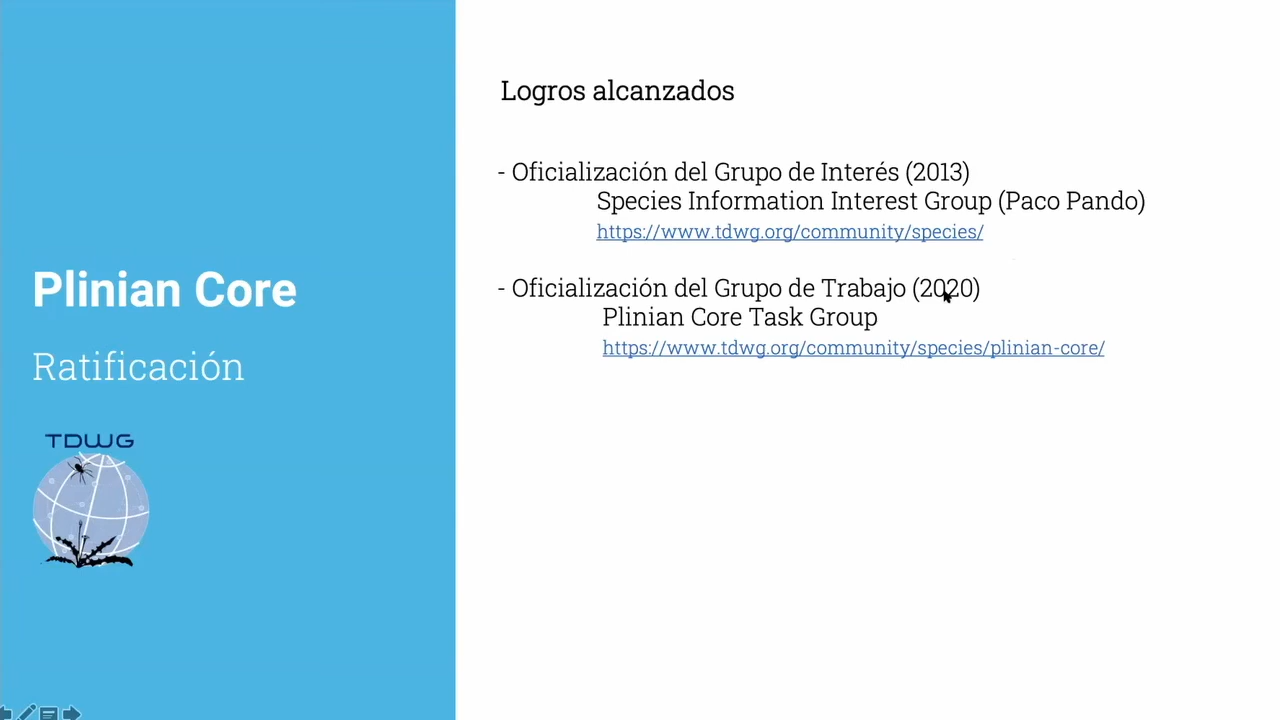 Plinian Core
Ratificación
TDWG
Logros alcanzados
- Oficialización del Grupo de Interés (2013)
Species Information Interest Group (Paco Pando)
https://www.tdwg.org/community/species/
- Oficialización del Grupo de Trabajo (2020)
Plinian Core Task Group
https://www.tdwg.org/community/species/plinian-core/